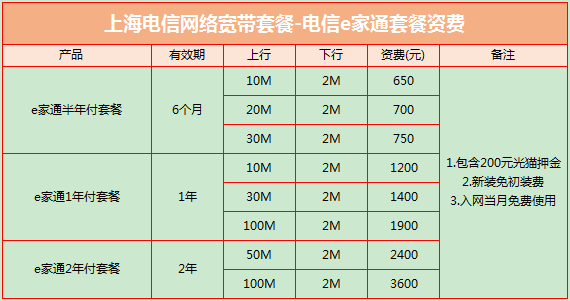 上海电信网络宽带套餐-电信e家通套餐资费
产品 有效期 上行 下行 资费(元) 备注
e家通半年付套餐 6个月 10M 2M 650
20M 2M 700
30M 2M 750
e家通1年付套餐 1年 10M 2M 1200
30M 2M 1400
100M 2M 1900
e家通2年付套餐 2年 50M 2M 2400
100M 2M 3600
1.包含200元光猫押金
2.新装免初装费
3.入网当月免费使用